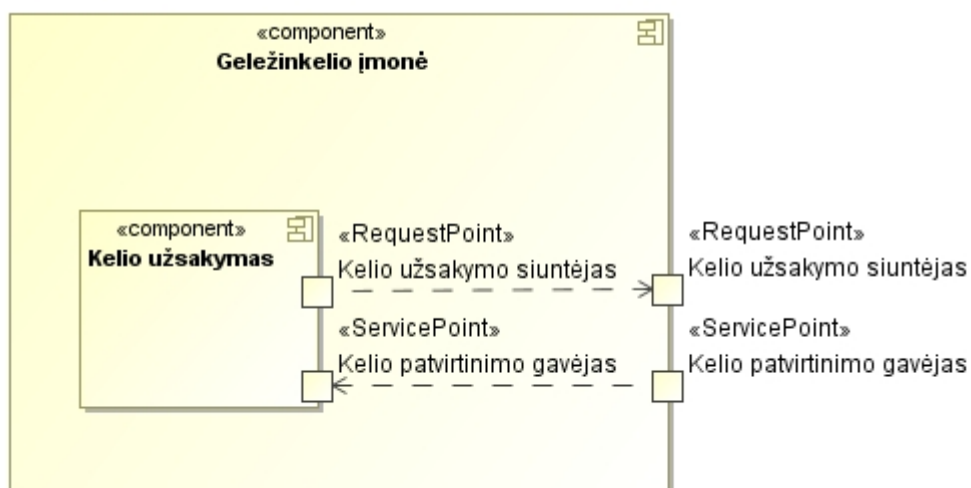 «component»
Geležinkelio įmonė
«component»
Kelio užsakymas
«RequestPoint»
Kelio užsakymo siuntėjas
«RequestPoint»
Kelio užsakymo siuntėjas
«ServicePoint»
Kelio patvirtinimo gavėjas
«ServicePoint»
Kelio patvirtinimo gavėjas